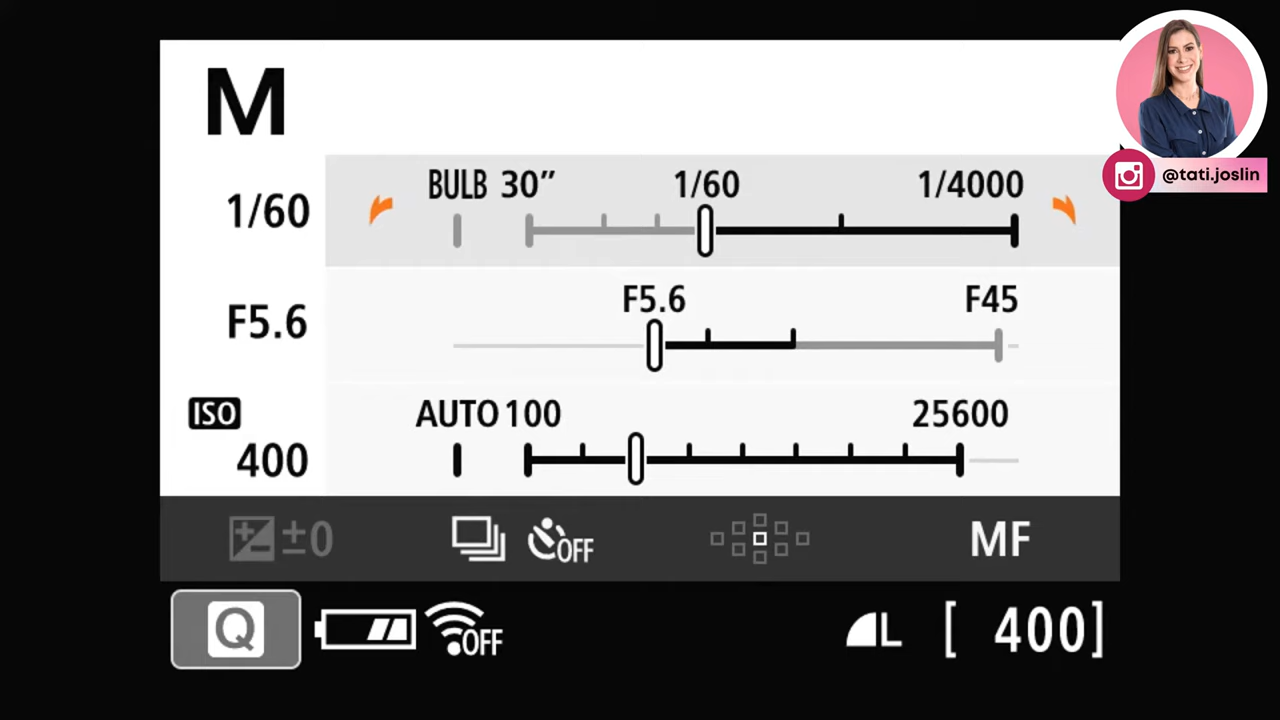 M
@tati.joslin
1/60
BULB 30” 1/60 1/4000
F5.6
F5.6 F45
ISO
400
AUTO 100 25600
±0 OFF MF
Q OFF L [ 400]